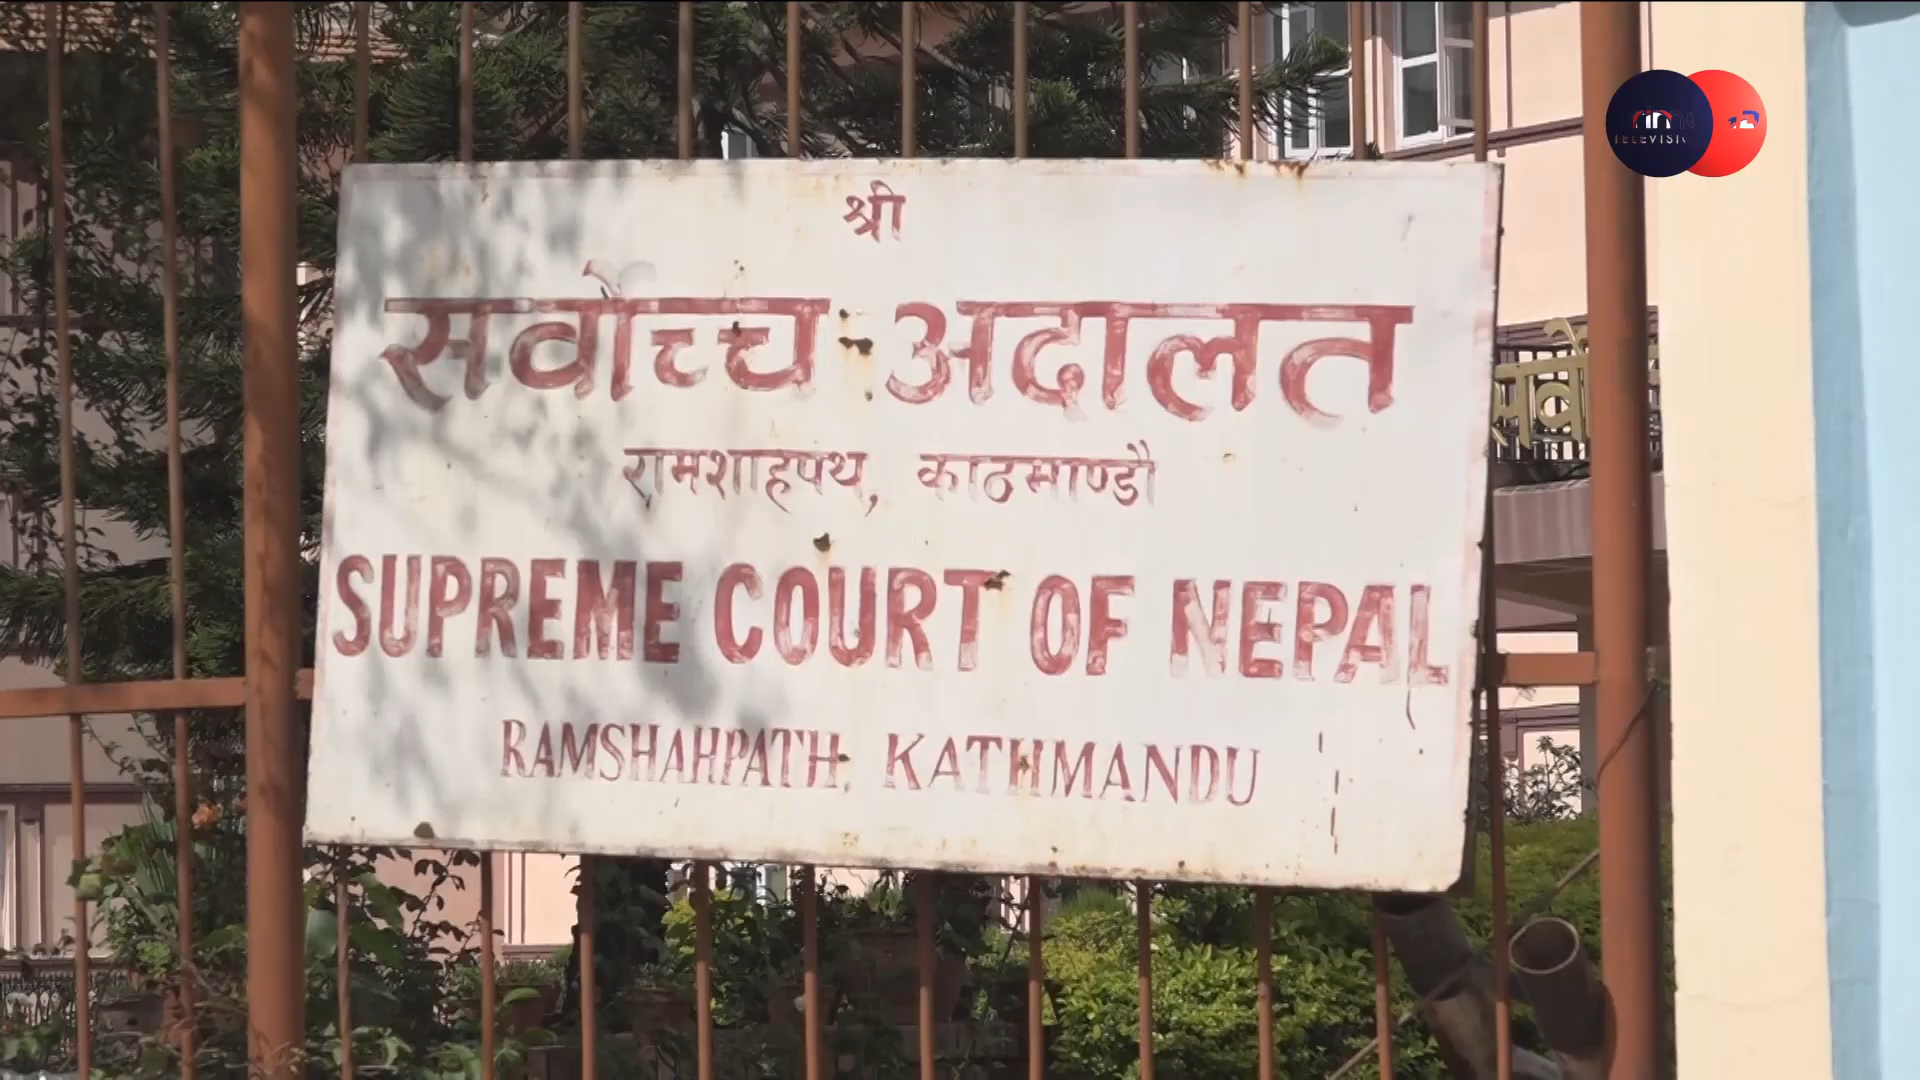 श्री
सर्वोच्च अदालत
रामशाहपथ, काठमाण्डौ
SUPREME COURT OF NEPAL
RAMSHAHPATH, KATHMANDU